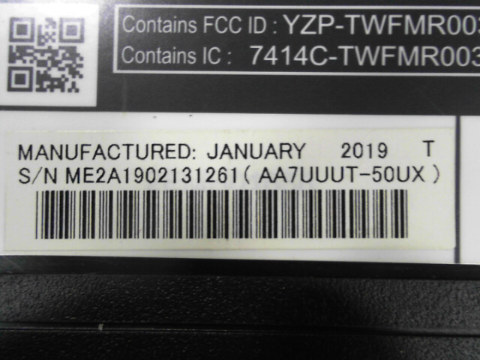 Contains FCC ID : YZP-TWFMR003
Contains IC : 7414C-TWFMR003
MANUFACTURED: JANUARY 2019 T
S/N ME2A1902131261( AA7UUUT-50UX )